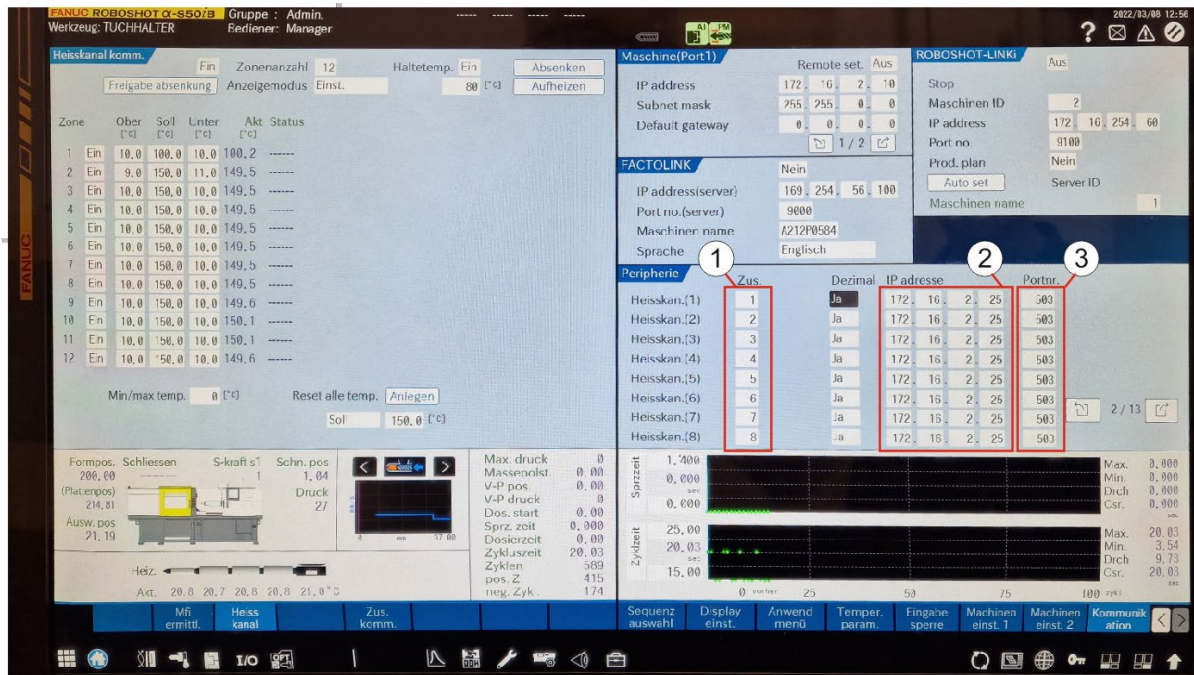 FANUC ROBOSHOT α-S50iB Gruppe : Admin. ----- ----- ----- ----- 2022/03/08 12:56
Werkzeug: TUCHHALTER Bediener: Manager
AI PM
?
Heisskanal komm.
Ein Zonenanzahl 12 Haltetemp. Ein Absenken
Freigabe absenkung Anzeigemodus Einst. 80 [°C] Aufheizen
Zone Ober Soll Unter Akt Status
[°C] [°C] [°C] [°C]
1 Ein 10.0 100.0 10.0 100.2 ------
2 Ein 9.0 150.0 11.0 149.5 ------
3 Ein 10.0 150.0 10.0 149.5 ------
4 Ein 10.0 150.0 10.0 149.5 ------
5 Ein 10.0 150.0 10.0 149.5 ------
6 Ein 10.0 150.0 10.0 149.5 ------
7 Ein 10.0 150.0 10.0 149.5 ------
8 Ein 10.0 150.0 10.0 149.5 ------
9 Ein 10.0 150.0 10.0 149.6 ------
10 Ein 10.0 150.0 10.0 150.1 ------
11 Ein 10.0 150.0 10.0 150.1 ------
12 Ein 10.0 150.0 10.0 149.6 ------
Min/max temp. 0 [°C] Reset alle temp. Anlegen
Soll 150.0 [°C]
Maschine(Port1)
Remote set. Aus
IP address 172. 16. 2. 10
Subnet mask 255. 255. 0. 0
Default gateway 0. 0. 0. 0
1 / 2
FACTOLINK
Nein
IP address(server) 169. 254. 56. 100
Port no.(server) 9000
Maschinen name A212P0584
Sprache Englisch
ROBOSHOT-LINKi
Aus
Stop
Maschinen ID 2
IP address 172. 16. 254. 60
Port no. 9100
Prod. plan Nein
Auto set Server ID
Maschinen name 1
1 2 3
Peripherie
Zus. Dezimal IP adresse Portnr.
Heisskan.(1) 1 Ja 172. 16. 2. 25 503
Heisskan.(2) 2 Ja 172. 16. 2. 25 503
Heisskan.(3) 3 Ja 172. 16. 2. 25 503
Heisskan.(4) 4 Ja 172. 16. 2. 25 503
Heisskan.(5) 5 Ja 172. 16. 2. 25 503
Heisskan.(6) 6 Ja 172. 16. 2. 25 503
Heisskan.(7) 7 Ja 172. 16. 2. 25 503
Heisskan.(8) 8 Ja 172. 16. 2. 25 503
2 / 13
Formpos. Schliessen S-kraft s Schn. pos
200.00 1 1.04
(Platenpos) Druck
214.81 27
Ausw. pos
21.19
0 mm 37.00
Heiz.
Akt. 20.8 20.7 20.8 20.8 21.0°C
Max. druck 0
Massepolst. 0.00
V-P pos. 0.00
V-P druck 0
Dos. start 0.00
Sprz. zeit 0.000
Dosierzeit 0.00
Zykluszeit 20.03
Zyklen 589
pos. Z 415
neg. Zyk. 174
Sprzzeit
1.400
0.000
sec
0.000
Max. 0.000
Min. 0.000
Drch 0.000
Csr. 0.000
sec
Zyklzeit
25.00
20.03
sec
15.00
Max. 20.03
Min. 3.54
Drch 9.73
Csr. 20.03
sec
0 vorher 25 50 75 100 zykl
Mfi ermittl. Heiss kanal Zus. komm. Sequenz auswahl Display einst. Anwend menü Temper. param. Eingabe sperre Machinen einst. 1 Machinen einst. 2 Kommunik ation
I/O OPT
FANUC